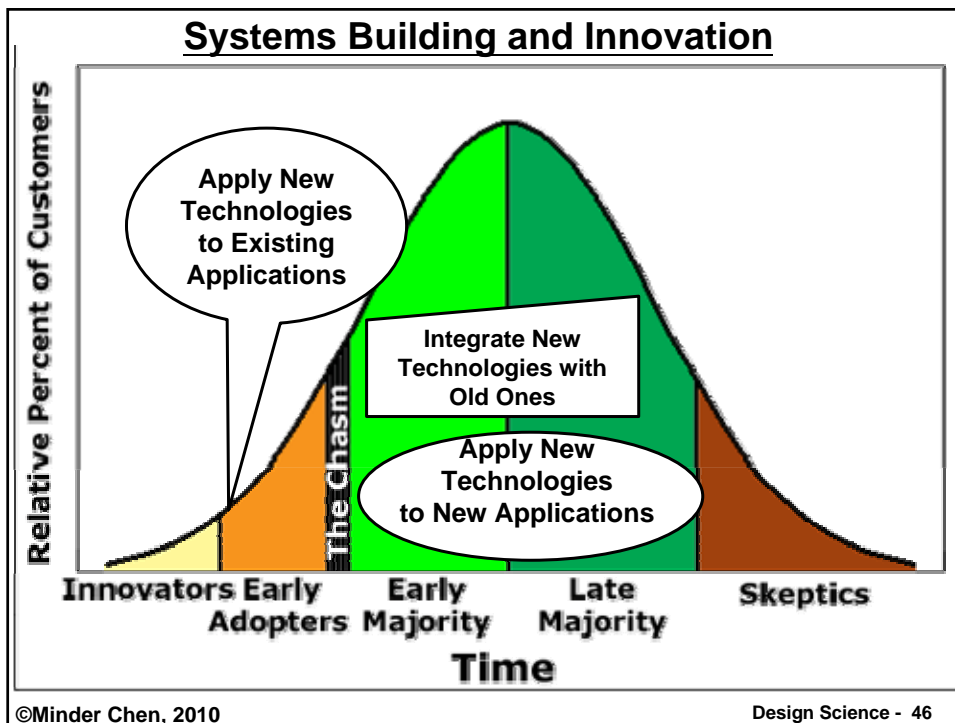 Systems Building and Innovation
Relative Percent of Customers
Apply New
Technologies
to Existing
Applications
The Chasm
Integrate New
Technologies with
Old Ones
Apply New
Technologies
to New Applications
Innovators Early Early Late Skeptics
Adopters Majority Majority
Time
©Minder Chen, 2010 Design Science - 46